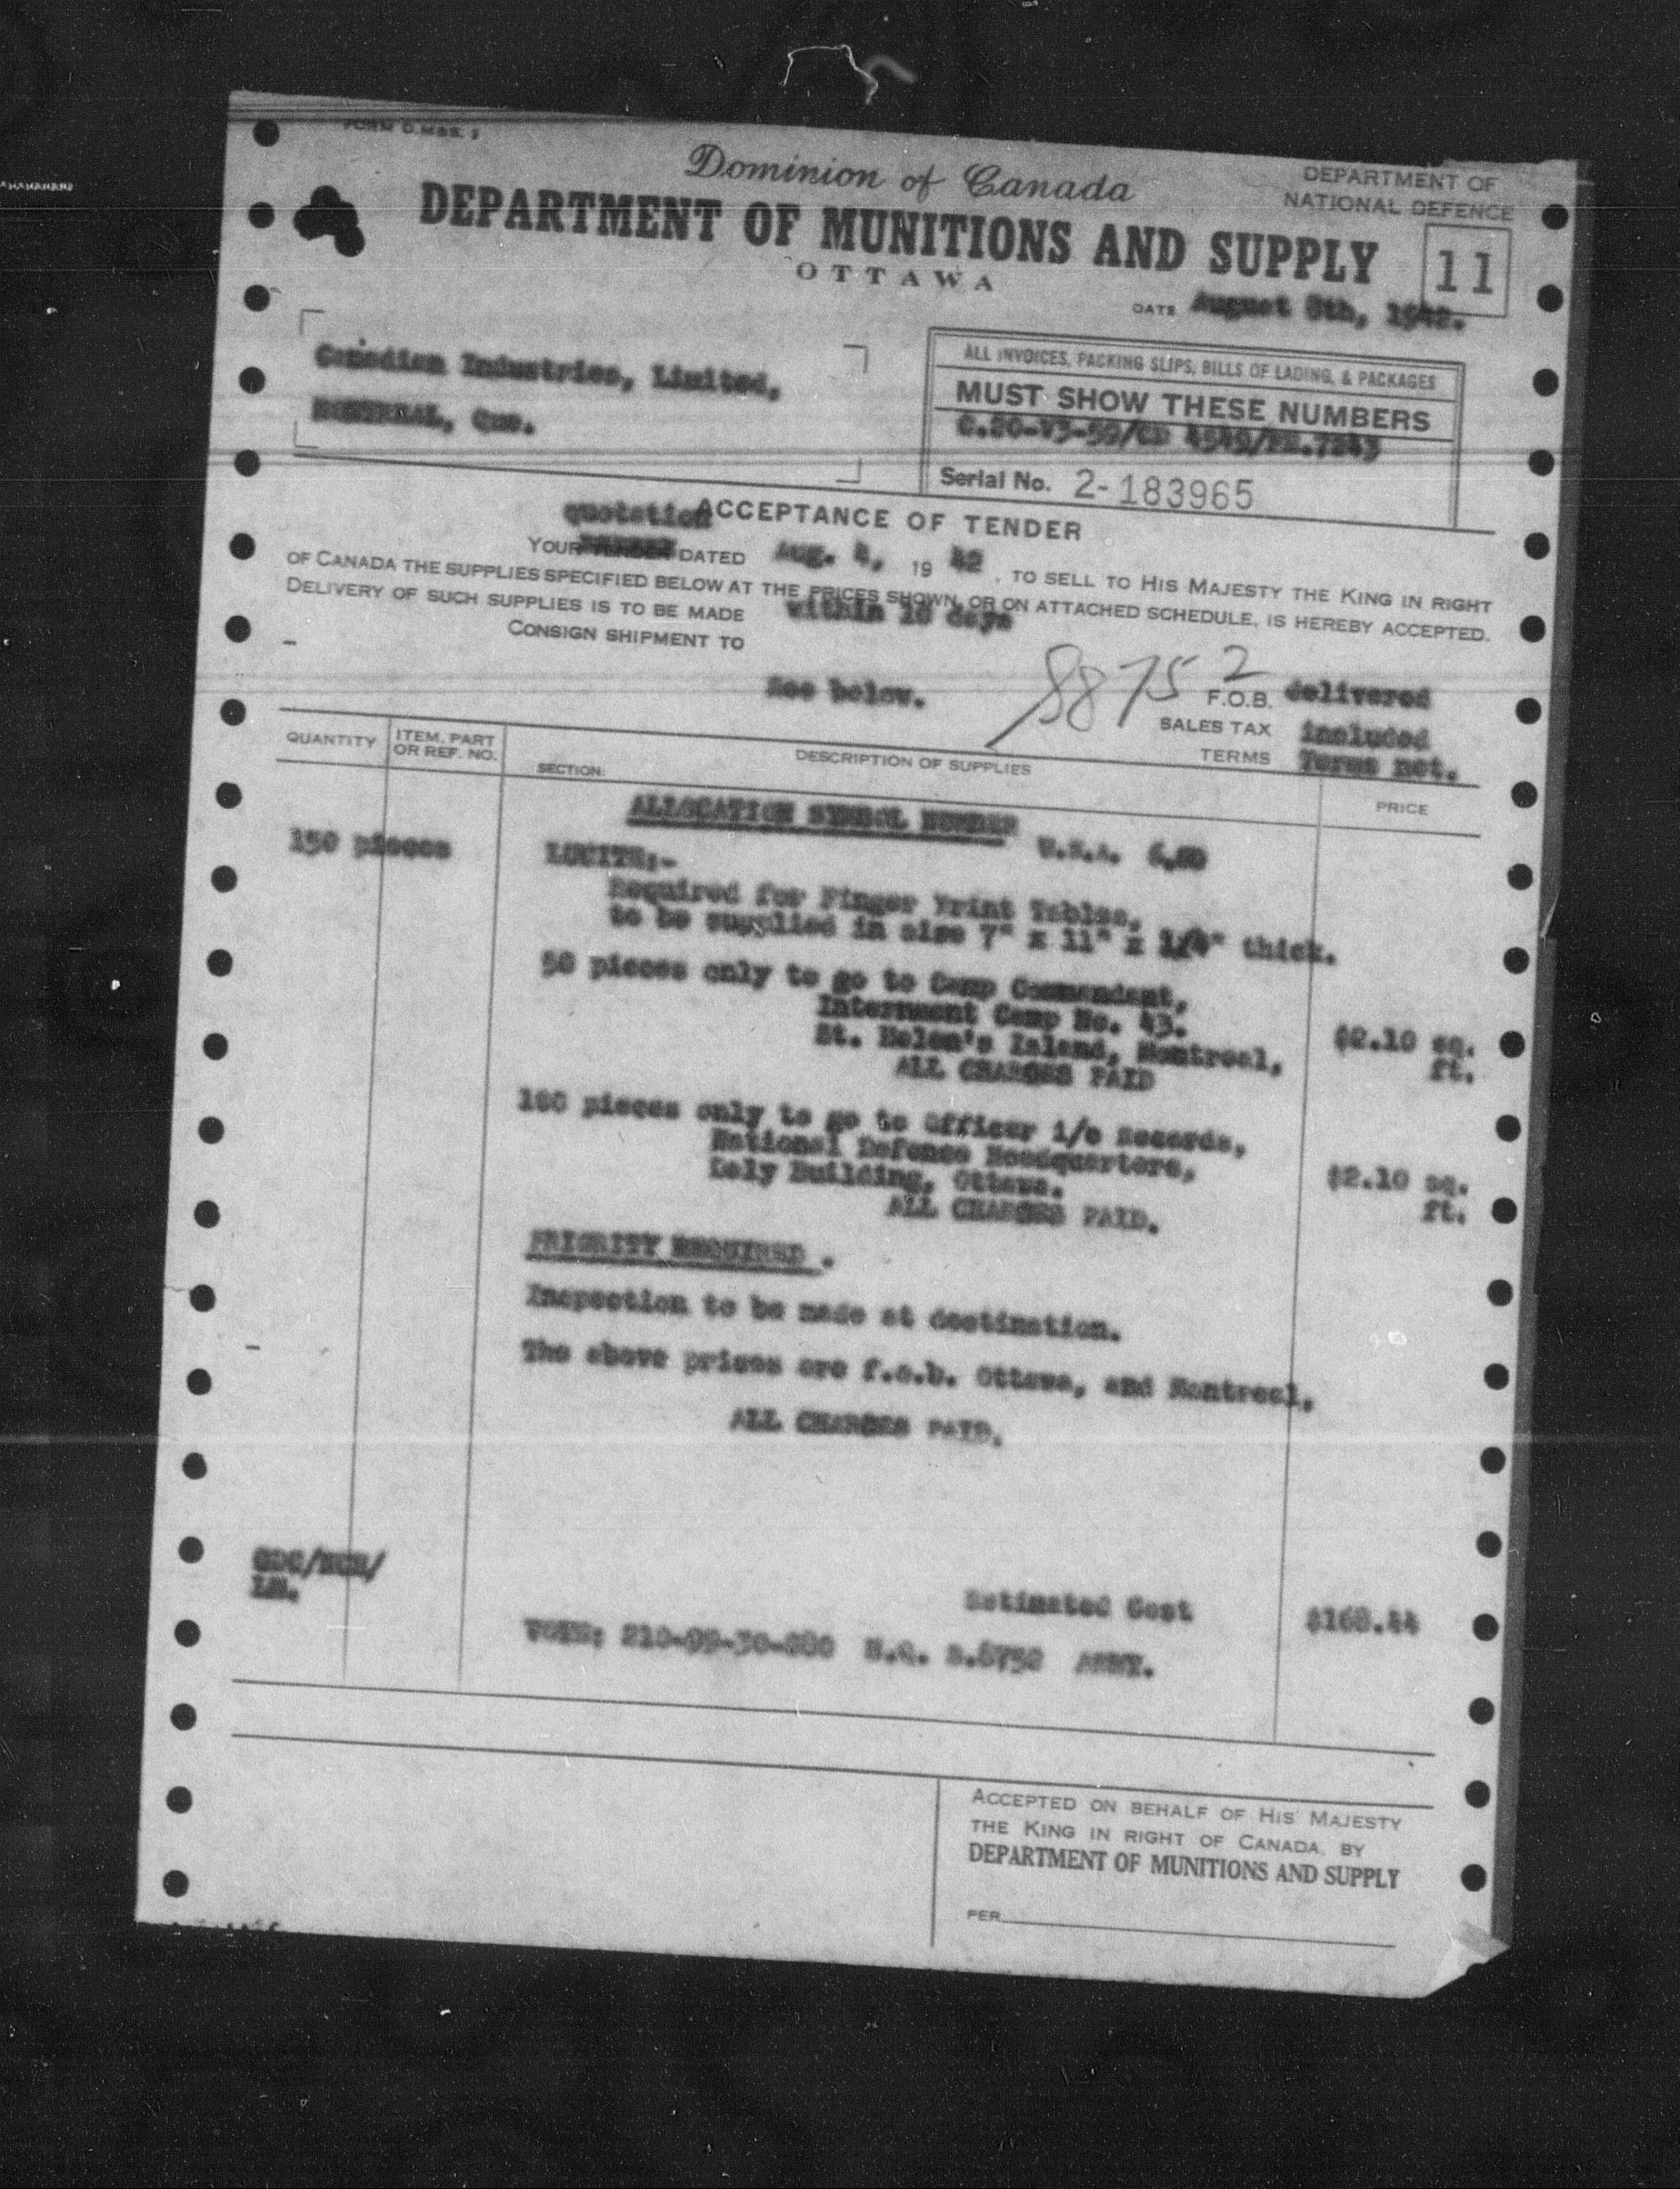 FORM D.M&S. 2
Dominion of Canada
DEPARTMENT OF MUNITIONS AND SUPPLY
OTTAWA
DEPARTMENT OF
NATIONAL DEFENCE
11
DATE August 8th, 1942.
Canadian Industries, Limited,
MONTREAL, Que.
ALL INVOICES, PACKING SLIPS, BILLS OF LADING, & PACKAGES
MUST SHOW THESE NUMBERS
Serial No. 2-183965
quotation
ACCEPTANCE OF TENDER
YOUR TENDER DATED Aug. 4, 19 42, TO SELL TO HIS MAJESTY THE KING IN RIGHT
OF CANADA THE SUPPLIES SPECIFIED BELOW AT THE PRICES SHOWN, OR ON ATTACHED SCHEDULE, IS HEREBY ACCEPTED.
DELIVERY OF SUCH SUPPLIES IS TO BE MADE within 10 days
CONSIGN SHIPMENT TO
See below.
8875 2
F.O.B. delivered
SALES TAX included
TERMS Terms net.
QUANTITY
ITEM, PART
OR REF. NO.
SECTION:
DESCRIPTION OF SUPPLIES
PRICE
ALLOCATION SYMBOL NUMBER
150 pieces
LUCITE:-
Required for Finger Print Tables,
to be supplied in size 7" x 11" x 1/4" thick.
50 pieces only to go to Camp Commandant,
Internment Camp No. 43.
St. Helen's Island, Montreal,
ALL CHARGES PAID
$2.10 sq.
ft.
100 pieces only to go to Officer i/c Records,
National Defence Headquarters,
Daly Building, Ottawa.
ALL CHARGES PAID.
$2.10 sq.
ft.
PRIORITY REQUIRED.
Inspection to be made at destination.
The above prices are f.o.b. Ottawa, and Montreal,
ALL CHARGES PAID.
Estimated Cost $168.44
ARMY.
ACCEPTED ON BEHALF OF HIS MAJESTY
THE KING IN RIGHT OF CANADA, BY
DEPARTMENT OF MUNITIONS AND SUPPLY
PER